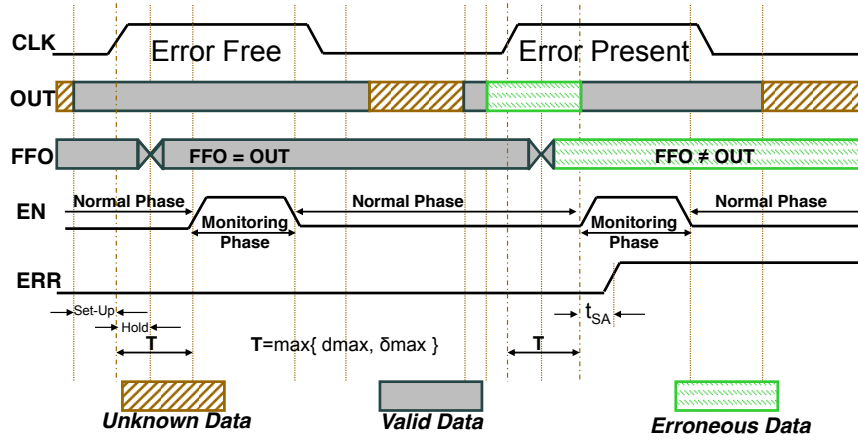 CLK
Error Free
Error Present
OUT
FFO
FFO = OUT
FFO ≠ OUT
EN
Normal Phase
Normal Phase
Normal Phase
Monitoring
Phase
Monitoring
Phase
ERR
Set-Up
Hold
T
T=max{ dmax, δmax }
T
tSA
Unknown Data
Valid Data
Erroneous Data